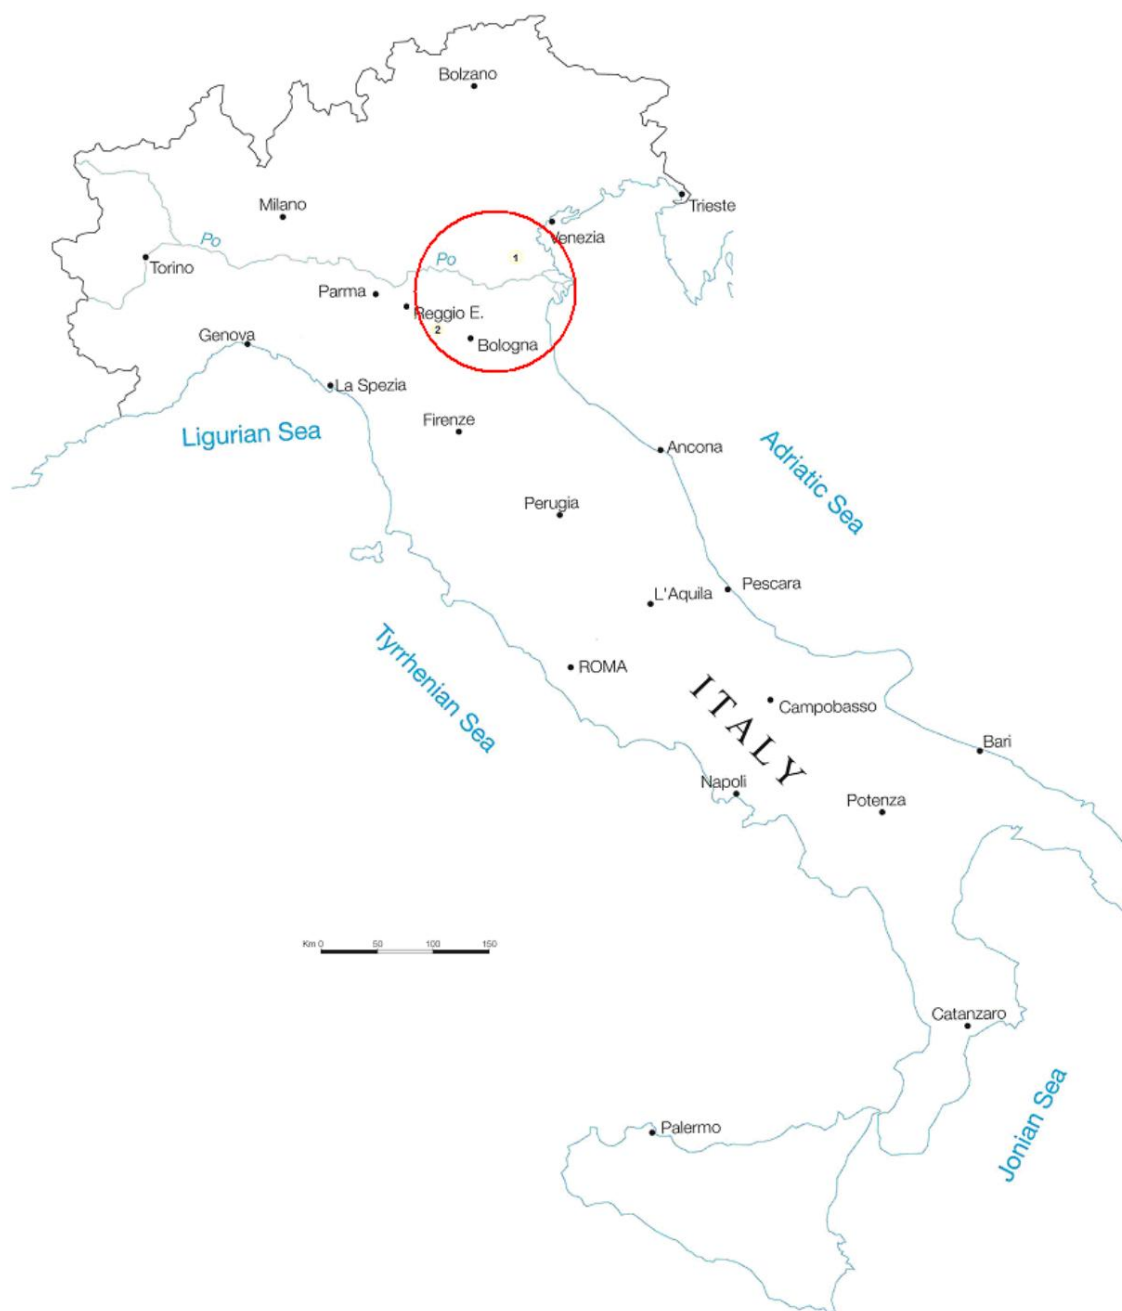 Bolzano
Milano
Trieste
Po
Venezia
1
Po
Torino
Parma
Reggio E.
2
Genova
Bologna
La Spezia
Firenze
Ligurian Sea
Adriatic Sea
Ancona
Perugia
Pescara
L'Aquila
Tyrrhenian Sea
ROMA
ITALY
Campobasso
Bari
Napoli
Potenza
Km 0 50 100 150
Catanzaro
Jonian Sea
Palermo